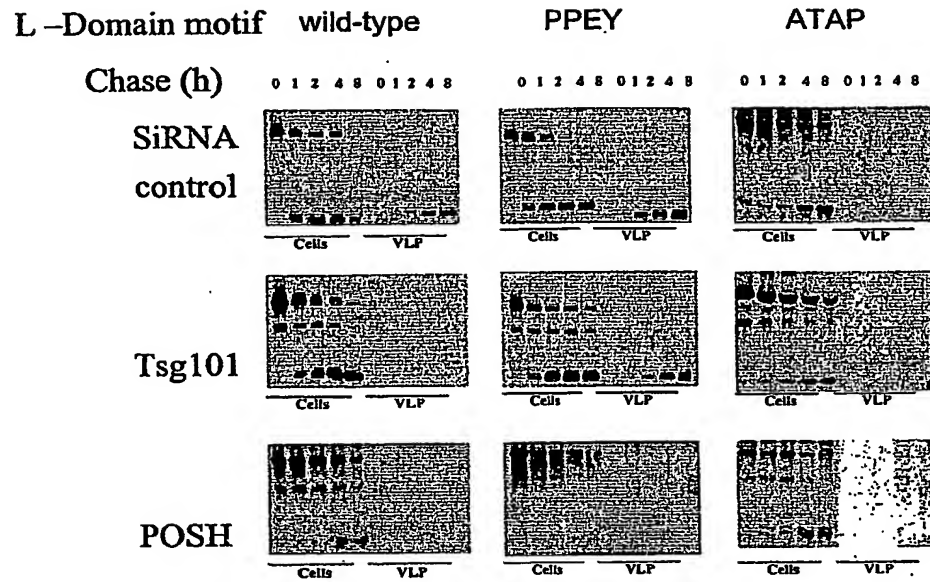 L –Domain motif wild-type PPEY ATAP
Chase (h) 0 1 2 4 8 0 1 2 4 8 0 1 2 4 8 0 1 2 4 8 0 1 2 4 8 0 1 2 4 8
SiRNA
control
Cells VLP Cells VLP Cells VLP
Tsg101
Cells VLP Cells VLP Cells VLP
POSH
Cells VLP Cells VLP Cells VLP